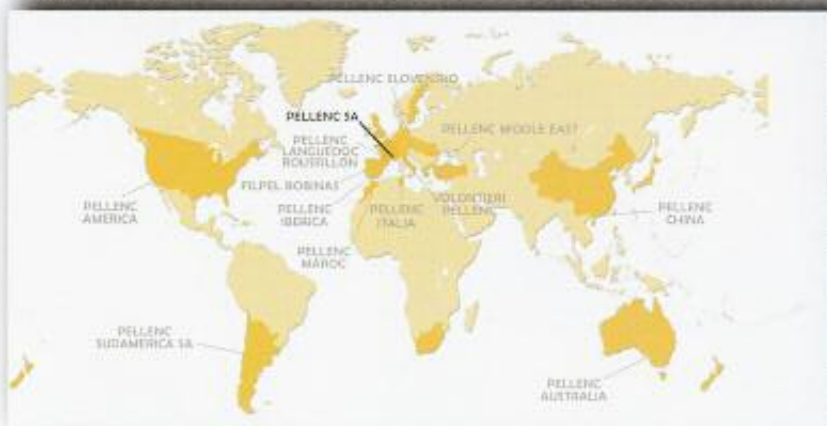 PELLENC SLOVENSKO
PELLENC SA
PELLENC MIDDLE EAST
PELLENC
LANGUEDOC
ROUSSILLON
FILPEL BOBINAS
PELLENC
AMERICA
PELLENC
IBERICA
PELLENC
ITALIA
VOLONTIERI
PELLENC
PELLENC
CHINA
PELLENC
MAROC
PELLENC
SUDAMERICA SA
PELLENC
AUSTRALIA